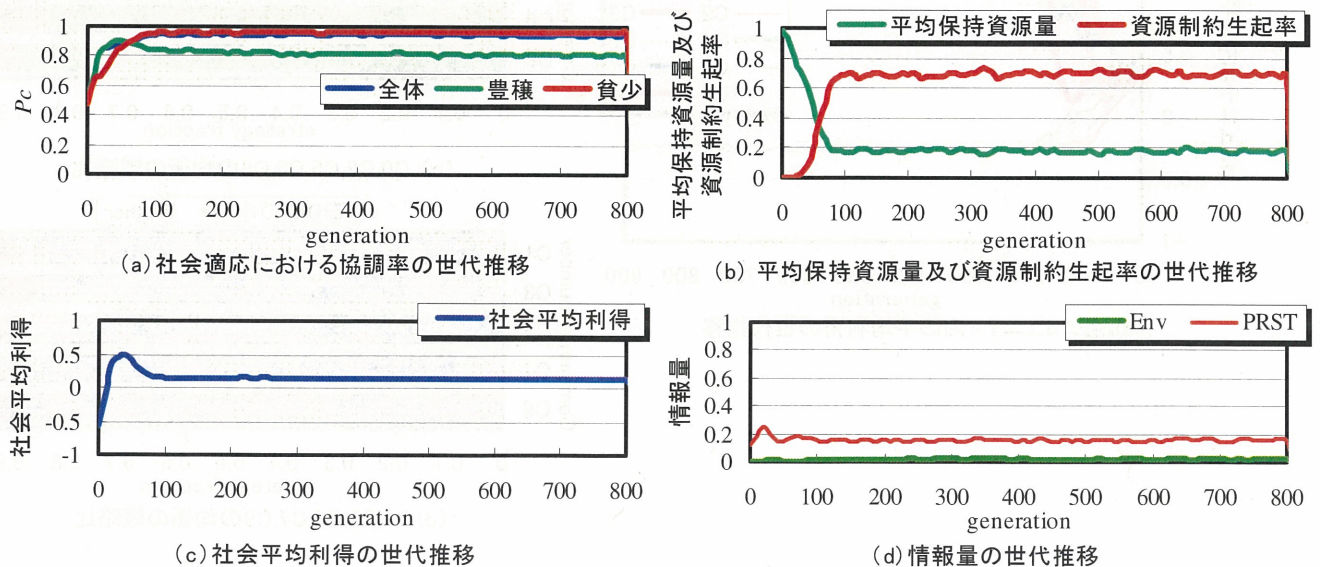 1
0.8
0.6
0.4
0.2
0
Pc
全体 豊穣 貧少
0 100 200 300 400 500 600 700 800
generation
(a)社会適応における協調率の世代推移
平均保持資源量及び
資源制約生起率
1
0.8
0.6
0.4
0.2
0
平均保持資源量 資源制約生起率
0 100 200 300 400 500 600 700 800
generation
(b) 平均保持資源量及び資源制約生起率の世代推移
社会平均利得
1
0.5
0
-0.5
-1
社会平均利得
0 100 200 300 400 500 600 700 800
generation
(c)社会平均利得の世代推移
情報量
1
0.8
0.6
0.4
0.2
0
Env PRST
0 100 200 300 400 500 600 700 800
generation
(d)情報量の世代推移